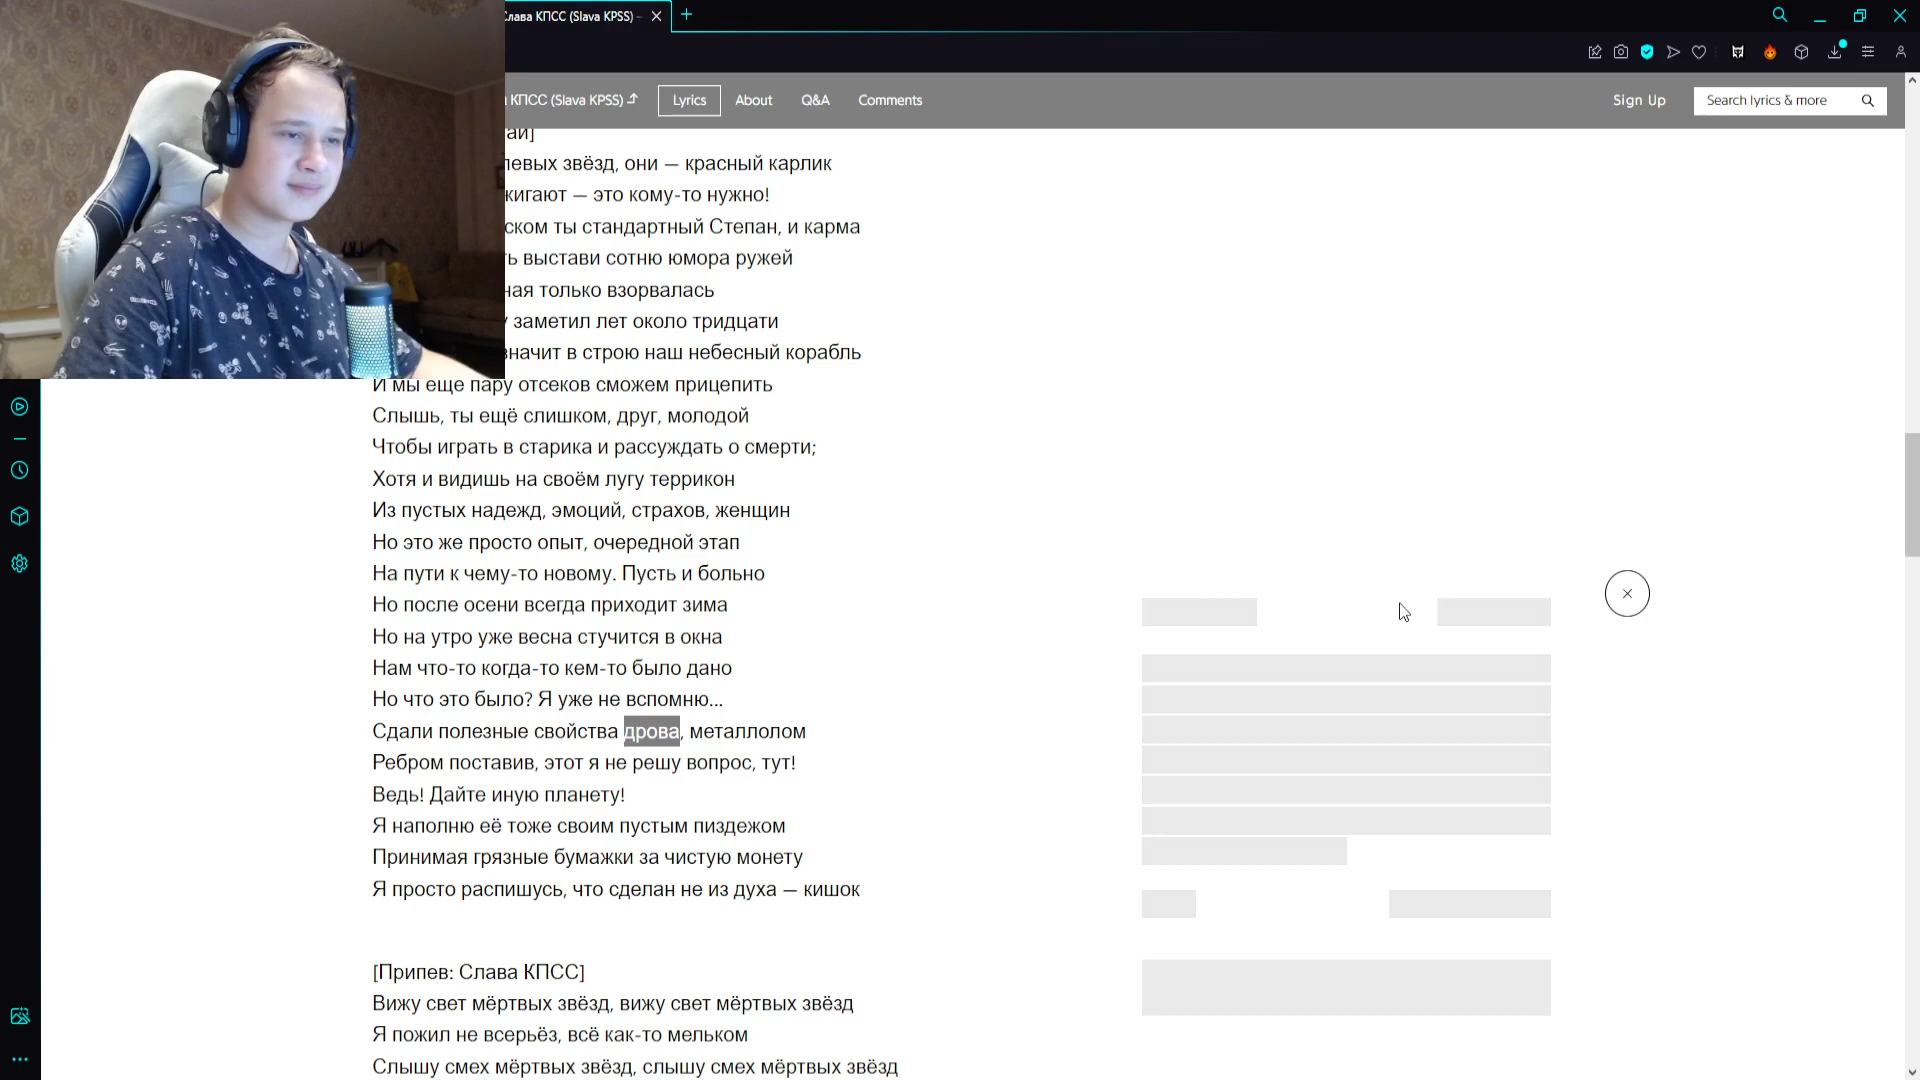 Слава КПСС (Slava KPSS) –
КПСС (Slava KPSS)
Lyrics
About
Q&A
Comments
Sign Up
Search lyrics & more
звёзд, они — красный карлик
— это кому-то нужно!
ты стандартный Степан, и карма
выстави сотню юмора ружей
только взорвалась
заметил лет около тридцати
значит в строю наш небесный корабль
И мы ещё пару отсеков сможем прицепить
Слышь, ты ещё слишком, друг, молодой
Чтобы играть в старика и рассуждать о смерти;
Хотя и видишь на своём лугу террикон
Из пустых надежд, эмоций, страхов, женщин
Но это же просто опыт, очередной этап
На пути к чему-то новому. Пусть и больно
Но после осени всегда приходит зима
Но на утро уже весна стучится в окна
Нам что-то когда-то кем-то было дано
Но что это было? Я уже не вспомню...
Сдали полезные свойства дрова, металлолом
Ребром поставив, этот я не решу вопрос, тут!
Ведь! Дайте иную планету!
Я наполню её тоже своим пустым пиздежом
Принимая грязные бумажки за чистую монету
Я просто распишусь, что сделан не из духа — кишок
[Припев: Слава КПСС]
Вижу свет мёртвых звёзд, вижу свет мёртвых звёзд
Я пожил не всерьёз, всё как-то мельком
Слышу смех мёртвых звёзд, слышу смех мёртвых звёзд